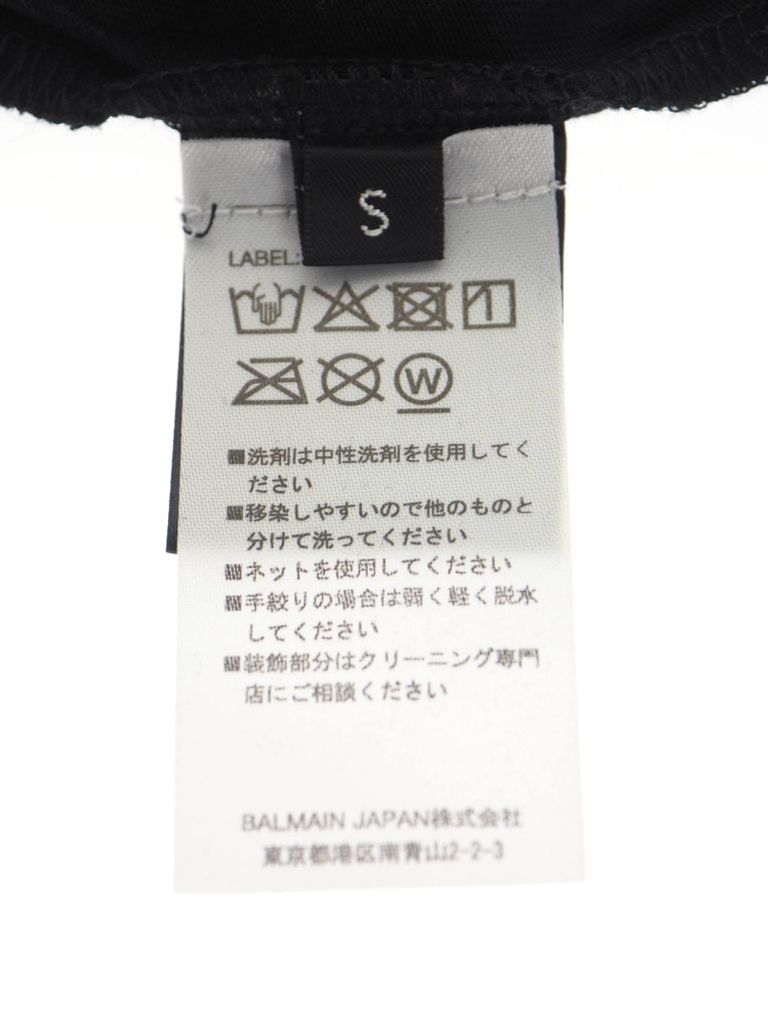 S
LABEL:
W
■洗剤は中性洗剤を使用してく
ださい
■移染しやすいので他のものと
分けて洗ってください
■ネットを使用してください
■手絞りの場合は弱く軽く脱水
してください
■装飾部分はクリーニング専門
店にご相談ください
BALMAIN JAPAN株式会社
東京都港区南青山2-2-3